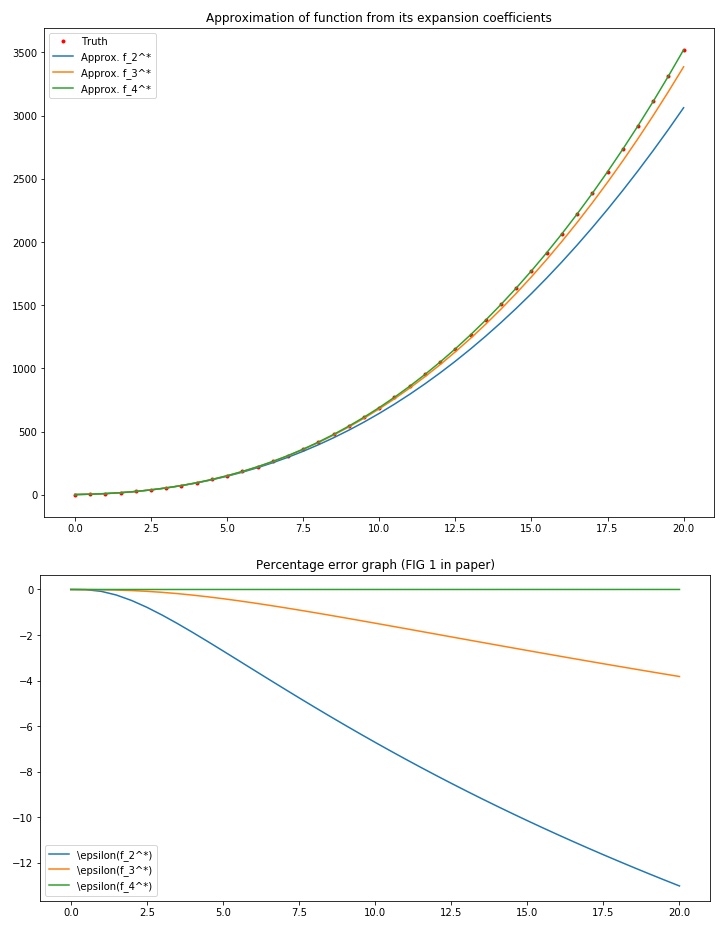 Approximation of function from its expansion coefficients
Truth
Approx. f_2^*
Approx. f_3^*
Approx. f_4^*
3500
3000
2500
2000
1500
1000
500
0
0.0 2.5 5.0 7.5 10.0 12.5 15.0 17.5 20.0
Percentage error graph (FIG 1 in paper)
0
−2
−4
−6
−8
−10
−12
\epsilon(f_2^*)
\epsilon(f_3^*)
\epsilon(f_4^*)
0.0 2.5 5.0 7.5 10.0 12.5 15.0 17.5 20.0